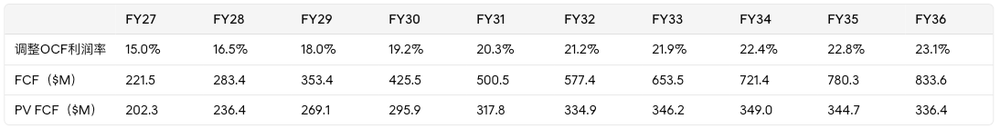 FY27 FY28 FY29 FY30 FY31 FY32 FY33 FY34 FY35 FY36
调整OCF利润率 15.0% 16.5% 18.0% 19.2% 20.3% 21.2% 21.9% 22.4% 22.8% 23.1%
FCF（$M） 221.5 283.4 353.4 425.5 500.5 577.4 653.5 721.4 780.3 833.6
PV FCF（$M） 202.3 236.4 269.1 295.9 317.8 334.9 346.2 349.0 344.7 336.4